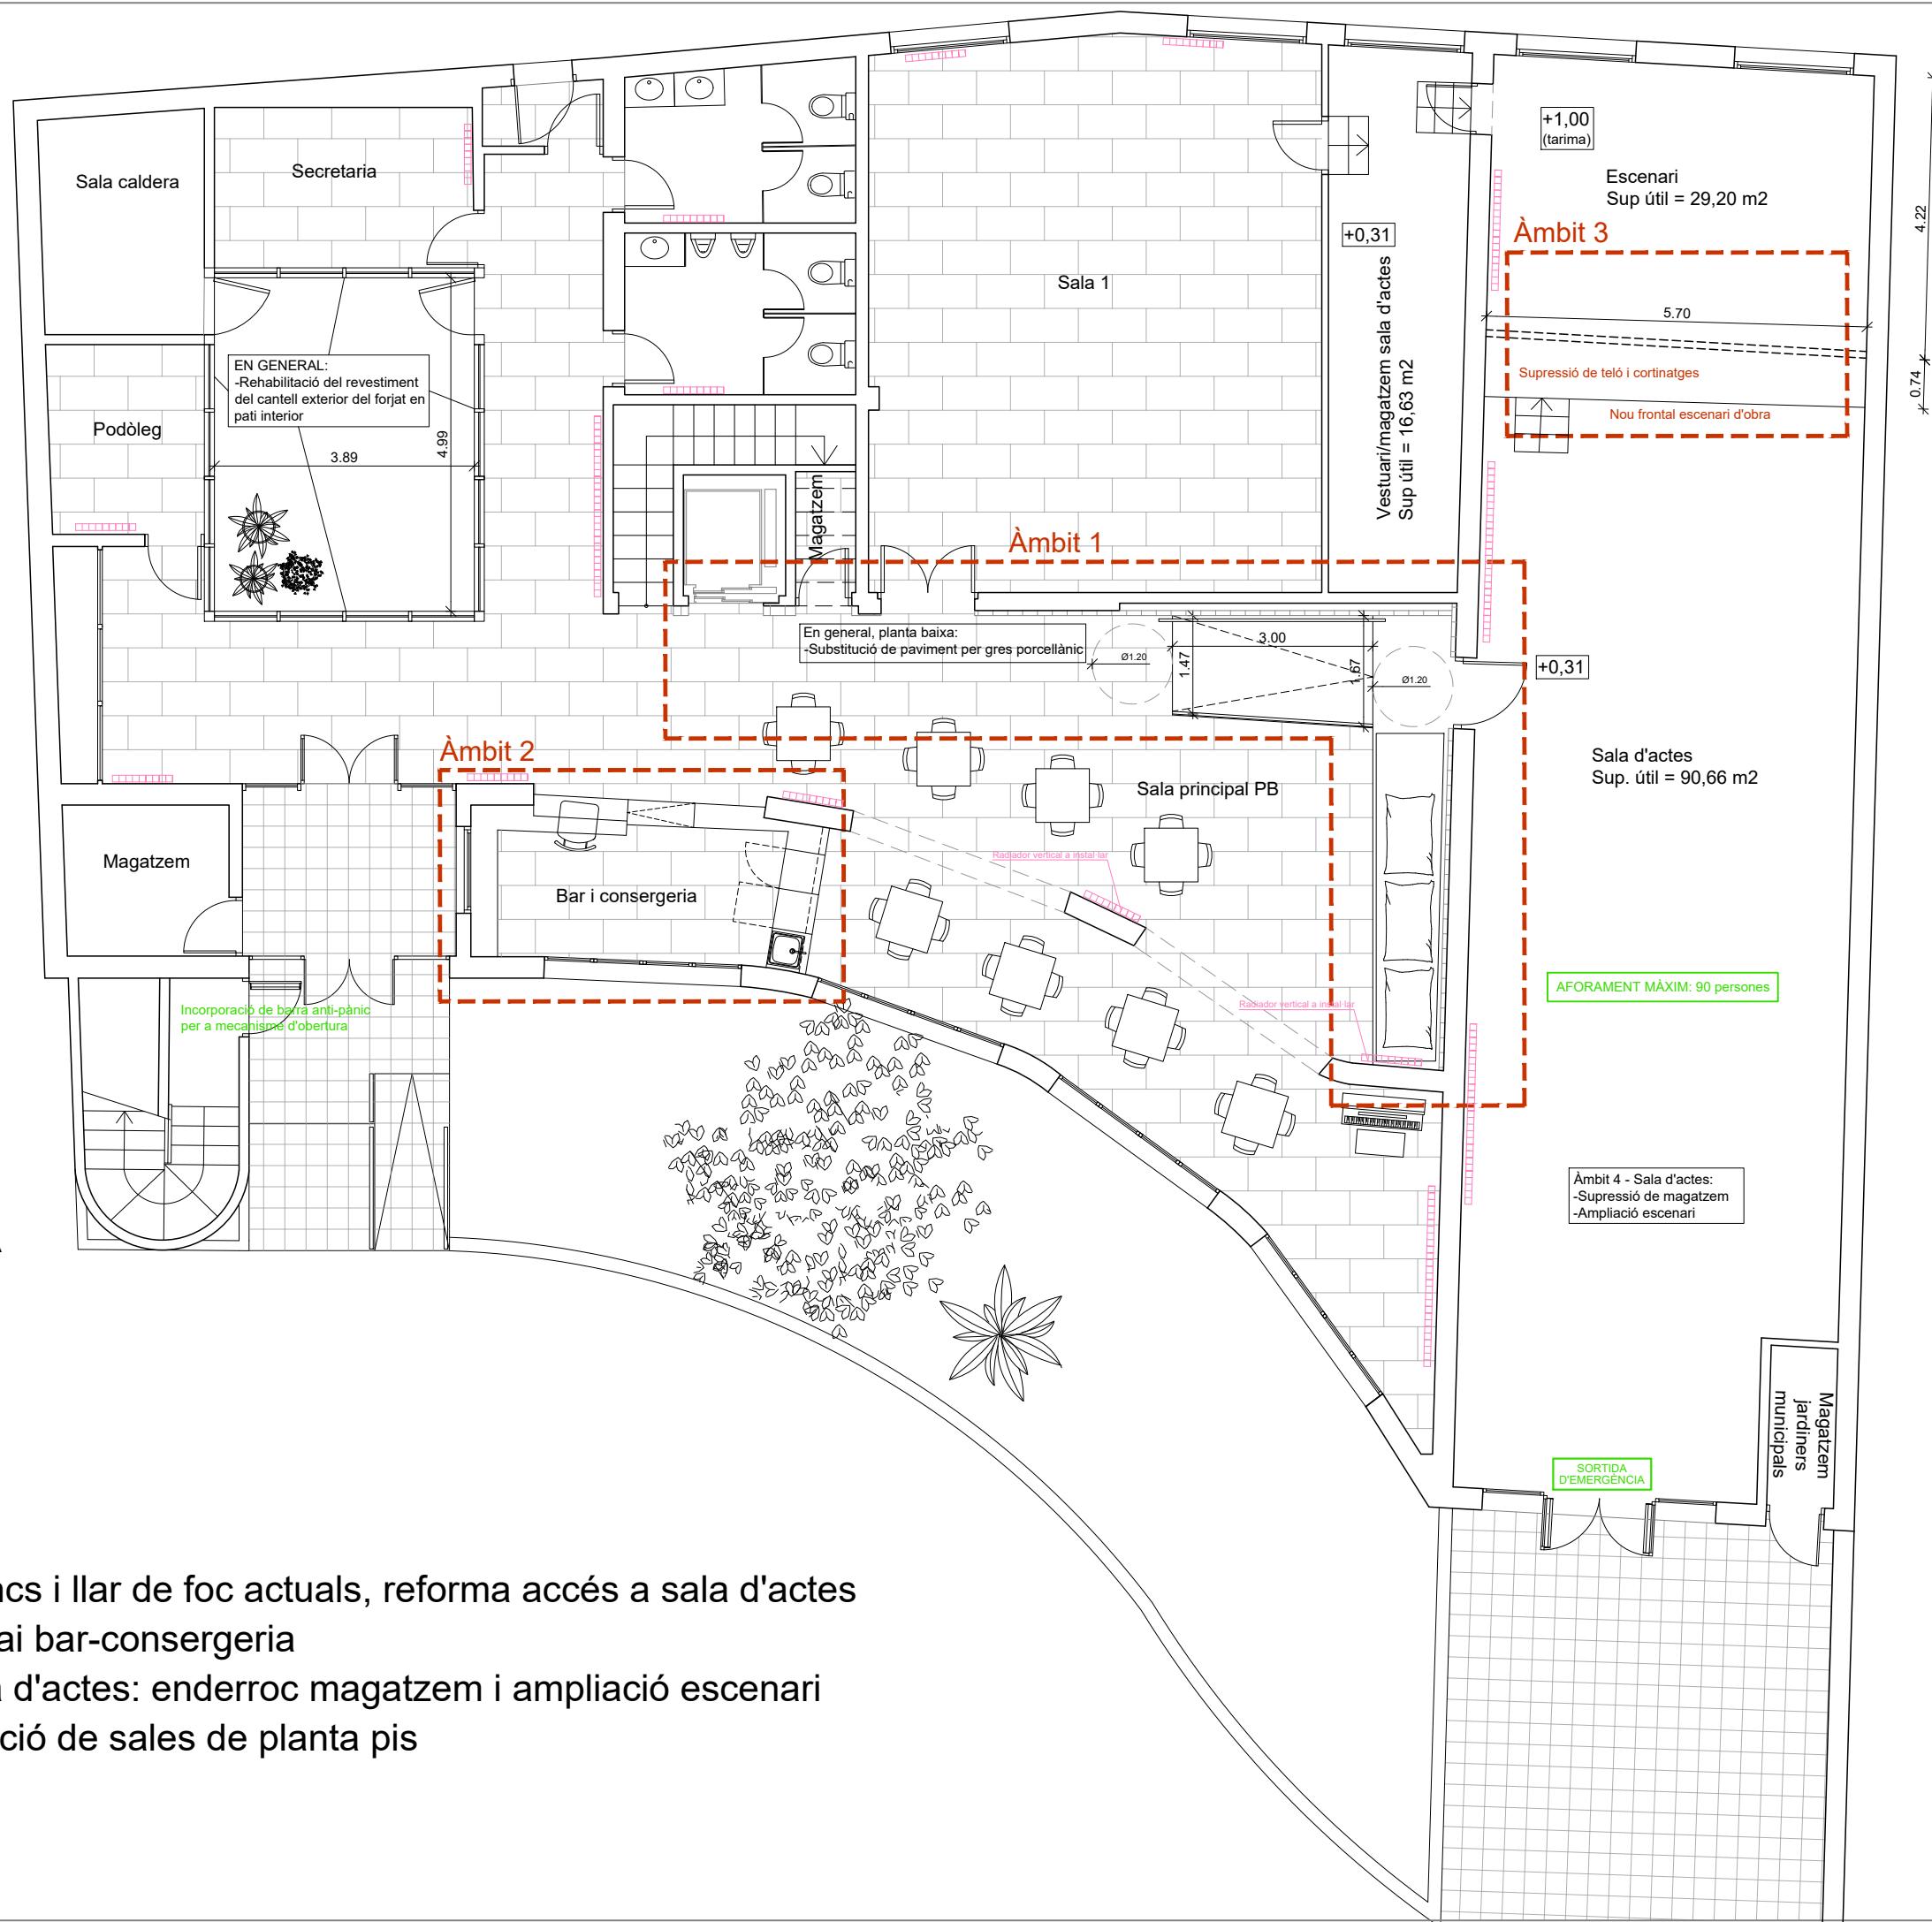 Sala caldera
Secretaria
+1,00
(tarima)
Escenari
Sup útil = 29,20 m2
4.22
+0,31
Àmbit 3
Vestuari/magatzem sala d'actes
Sup útil = 16,63 m2
Sala 1
5.70
EN GENERAL:
-Rehabilitació del revestiment
del cantell exterior del forjat en
pati interior
Supressió de teló i cortinatges
0.74
Nou frontal escenari d'obra
Podòleg
3.89
4.99
Magatzem
Àmbit 1
En general, planta baixa:
-Substitució de paviment per gres porcellànic
Ø1.20
1.47
3.00
1.67
Ø1.20
+0,31
Àmbit 2
Sala d'actes
Sup. útil = 90,66 m2
Sala principal PB
Magatzem
Bar i consergeria
Radiador vertical a instal·lar
AFORAMENT MÀXIM: 90 persones
Incorporació de barra anti-pànic
per a mecanisme d'obertura
Radiador vertical a instal·lar
Àmbit 4 - Sala d'actes:
-Supressió de magatzem
-Ampliació escenari
Magatzem
jardiners
municipals
SORTIDA
D'EMERGÈNCIA
ncs i llar de foc actuals, reforma accés a sala d'actes
ai bar-consergeria
a d'actes: enderroc magatzem i ampliació escenari
ció de sales de planta pis